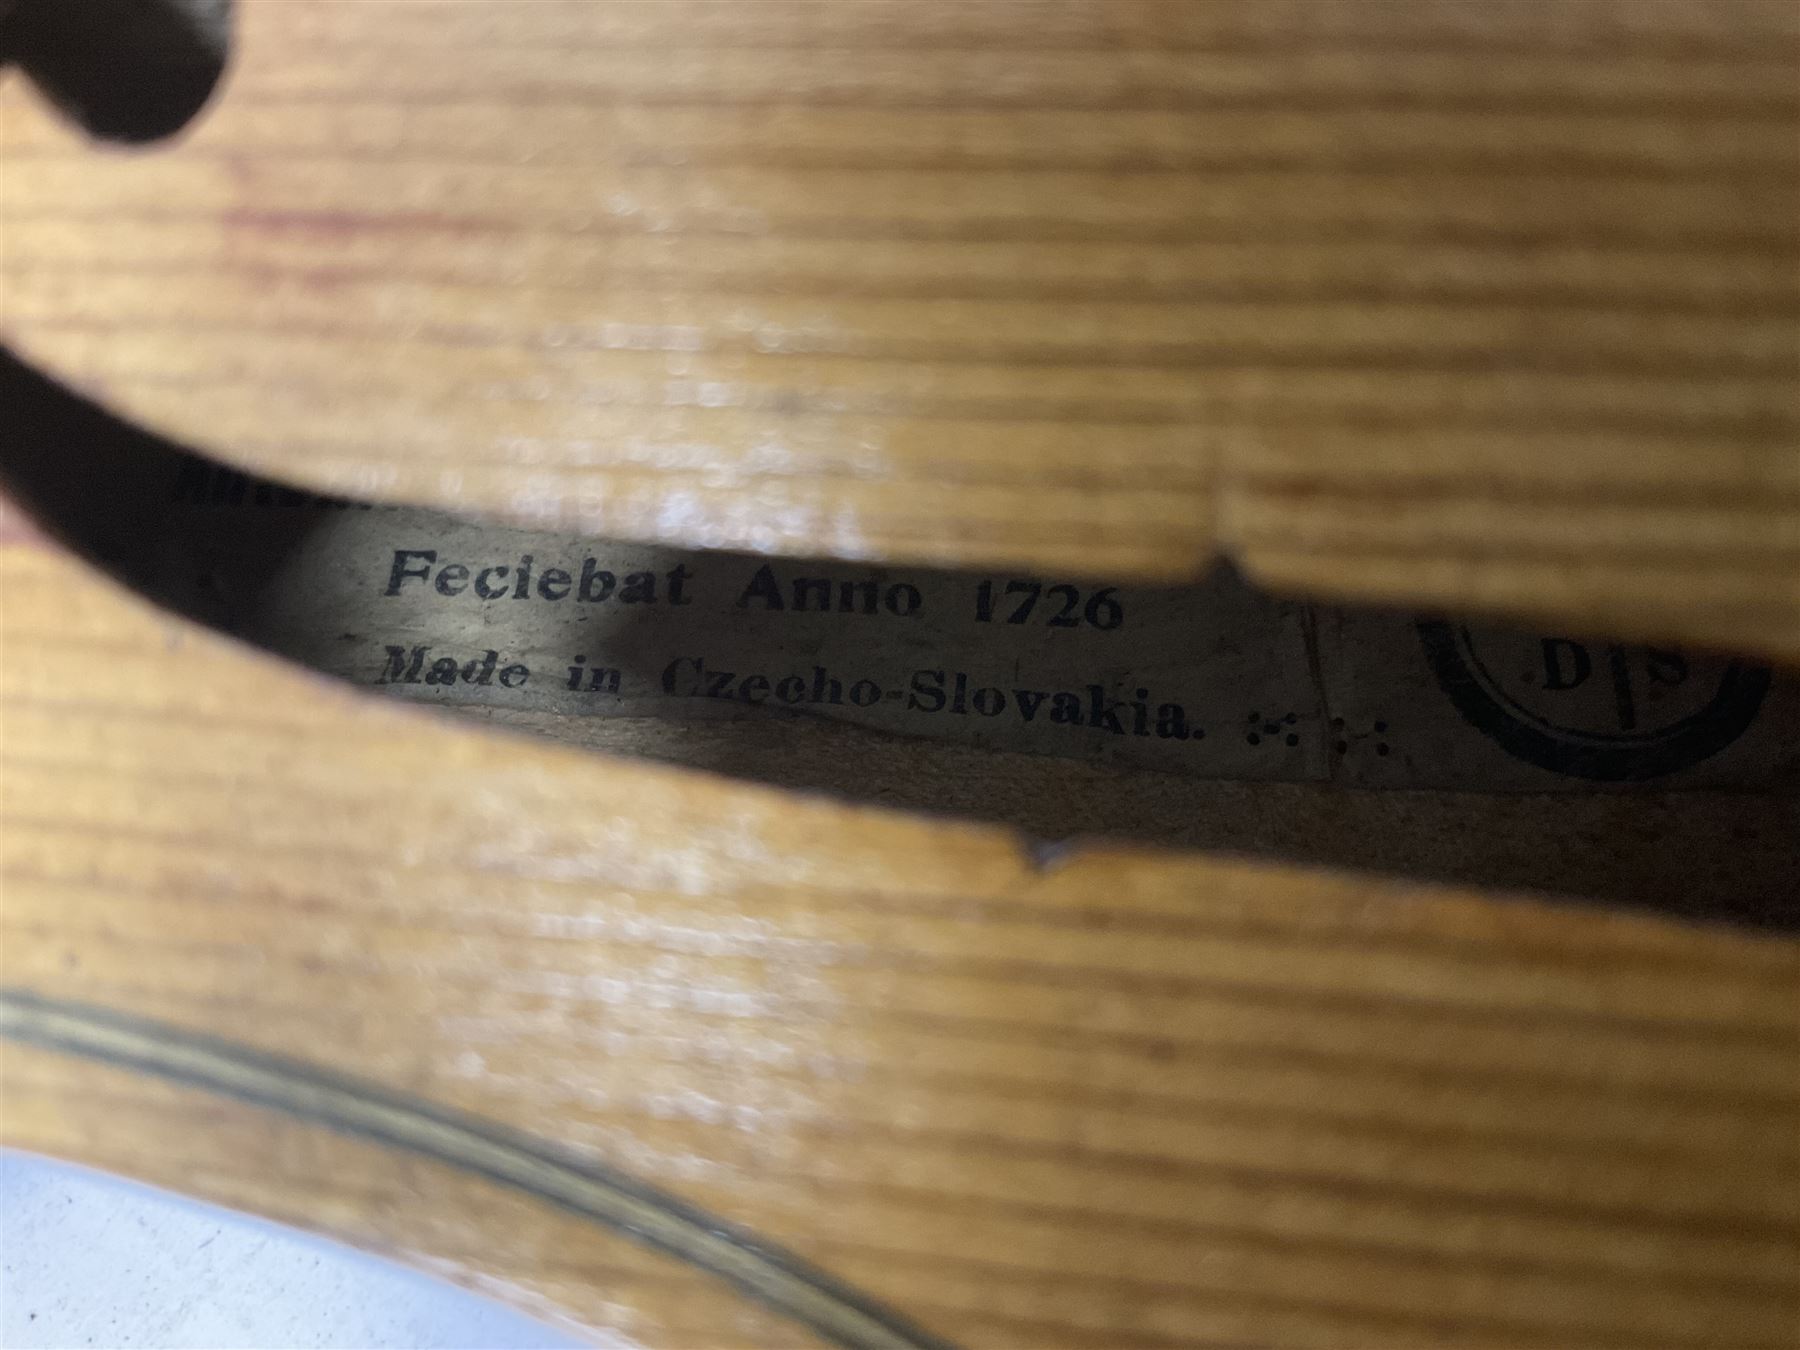 Feciebat Anno 1726
Made in Czecho-Slovakia.
D S